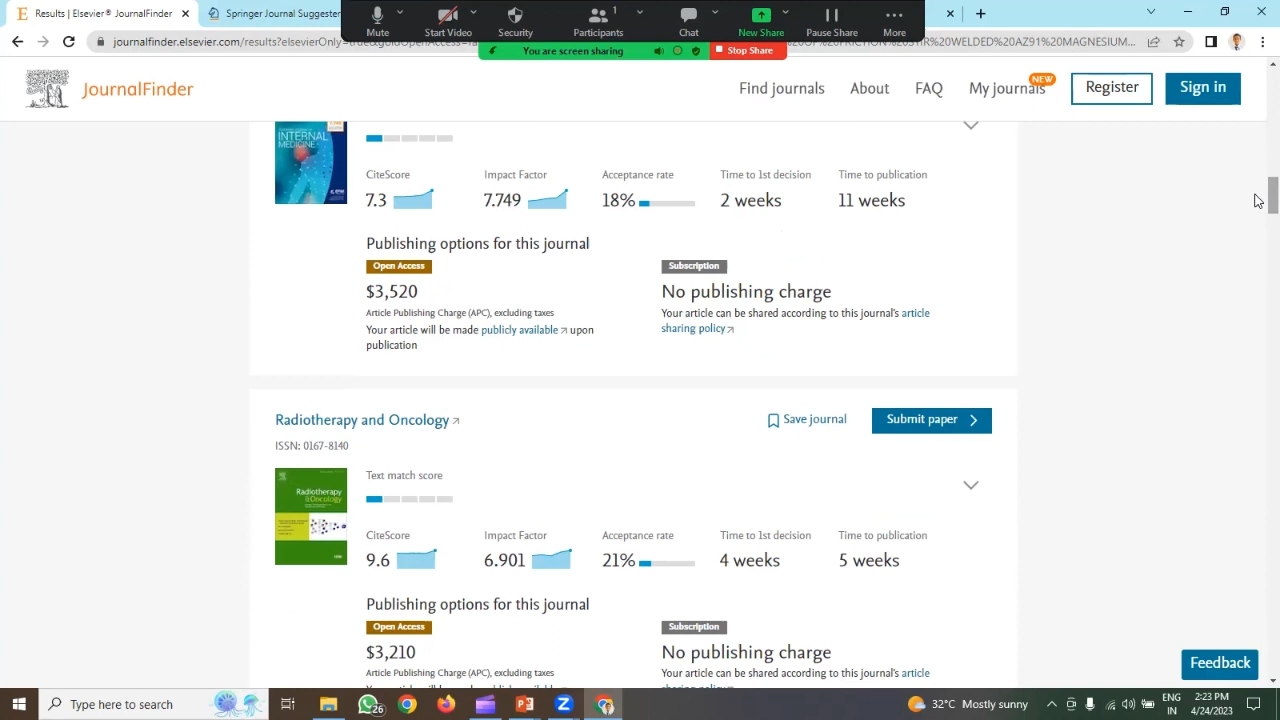 Results | Elsevier® JournalFinder
Springer Journal Suggester
Mute
Start Video
Security
1
Participants
Chat
New Share
Pause Share
More
You are screen sharing
Stop Share
JournalFinder
Find journals
About
FAQ
My journals
NEW
Register
Sign in
INTERNAL
MEDICINE
CiteScore
Impact Factor
Acceptance rate
Time to 1st decision
Time to publication
7.3
7.749
18%
2 weeks
11 weeks
Publishing options for this journal
Open Access
Subscription
$3,520
No publishing charge
Article Publishing Charge (APC), excluding taxes
Your article can be shared according to this journal's article
sharing policy
Your article will be made publicly available upon
publication
Radiotherapy and Oncology
Save journal
Submit paper
ISSN: 0167-8140
Text match score
Radiotherapy
&Oncology
CiteScore
Impact Factor
Acceptance rate
Time to 1st decision
Time to publication
9.6
6.901
21%
4 weeks
5 weeks
Publishing options for this journal
Open Access
Subscription
$3,210
No publishing charge
Article Publishing Charge (APC), excluding taxes
Your article can be shared according to this journal's article
Feedback
Type here to search
26
32°C Mostly sunny
ENG
IN
2:23 PM
4/24/2023